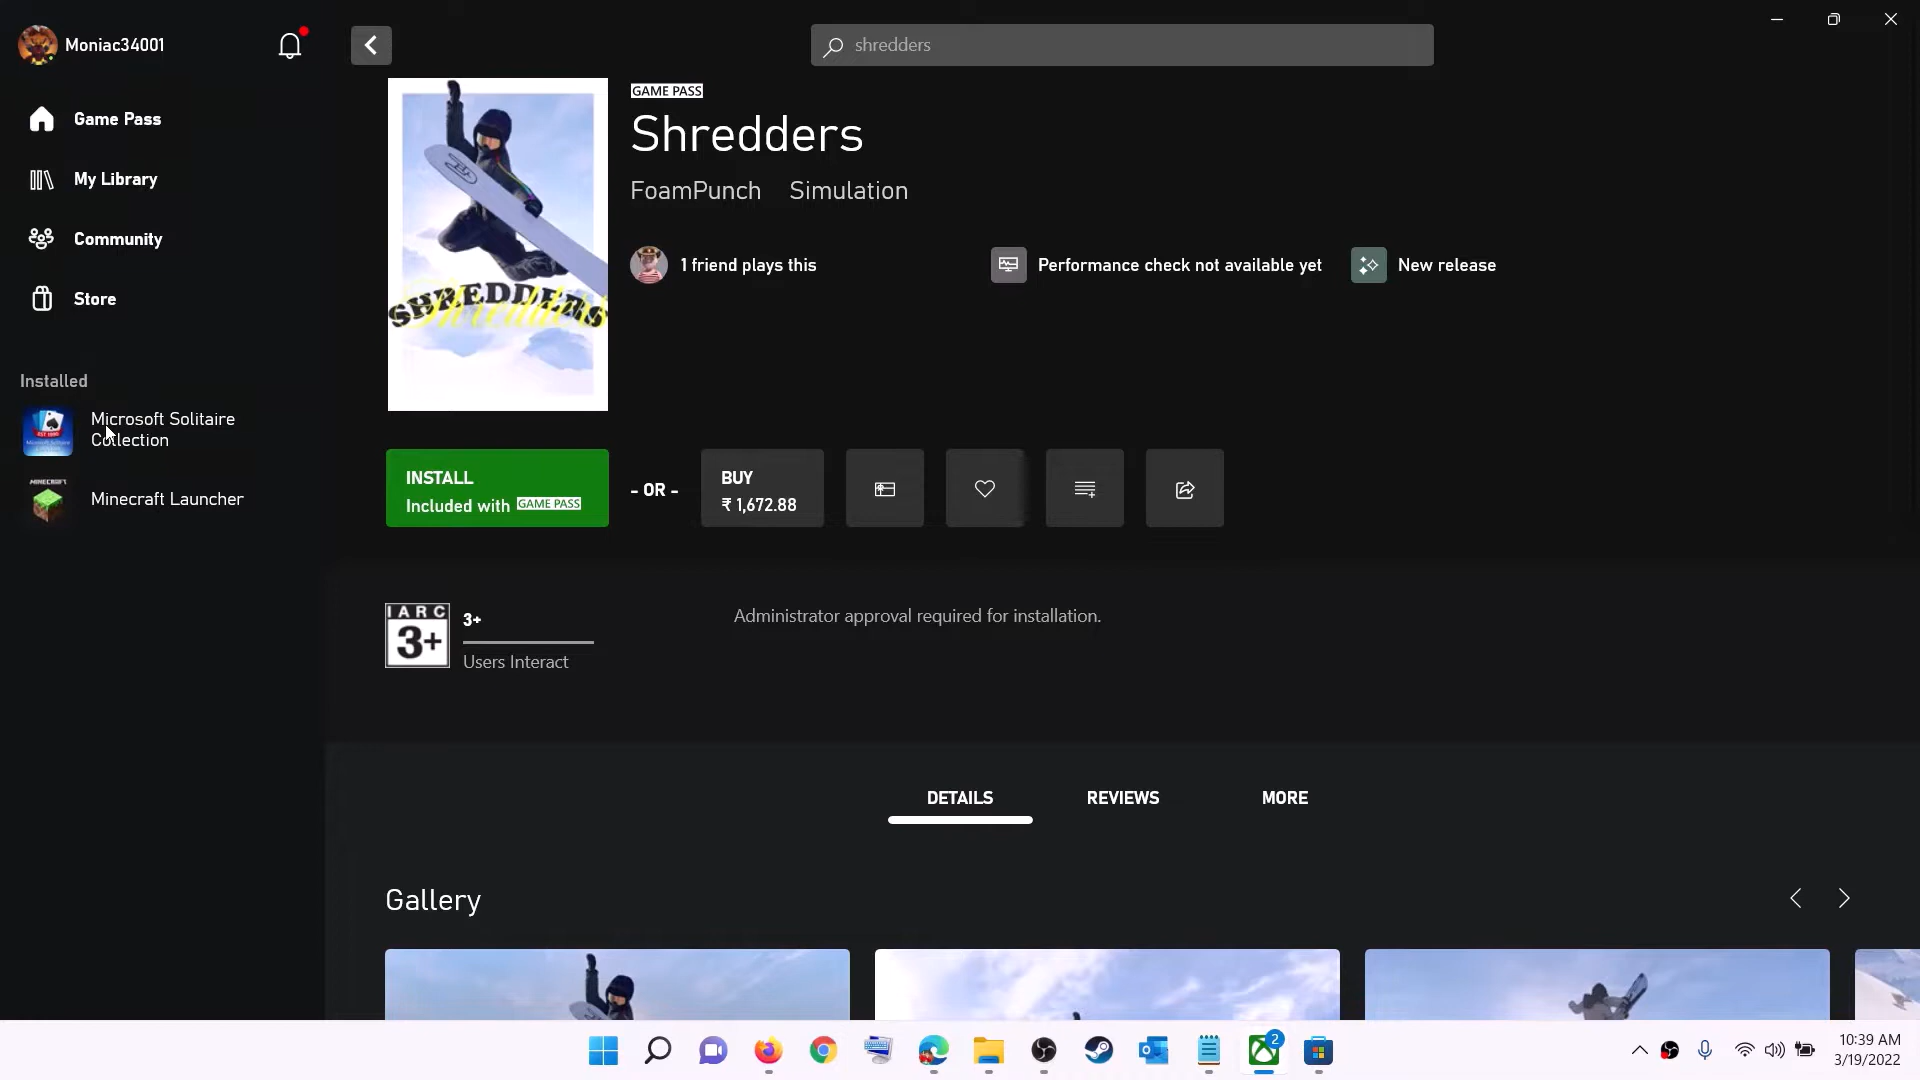 Moniac34001
shredders
Game Pass
My Library
Community
Store
Installed
Microsoft Solitaire
Collection
Minecraft Launcher
SHREDDERS
Shredders
GAME PASS
Shredders
FoamPunch Simulation
1 friend plays this
Performance check not available yet
New release
INSTALL
Included with GAME PASS
- OR -
BUY
₹ 1,672.88
IARC
3+
3+
Users Interact
Administrator approval required for installation.
DETAILS
REVIEWS
MORE
Gallery
2
10:39 AM
3/19/2022